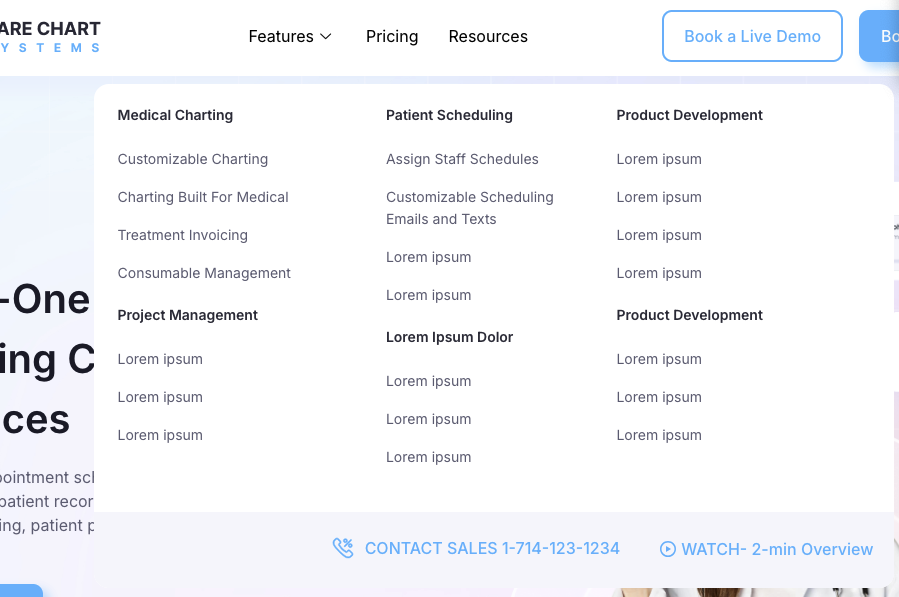 ARE CHART
YSTEMS
Features
Pricing
Resources
Book a Live Demo
Bo
Medical Charting
Customizable Charting
Charting Built For Medical
Treatment Invoicing
Consumable Management
Project Management
Lorem ipsum
Lorem ipsum
Lorem ipsum
Patient Scheduling
Assign Staff Schedules
Customizable Scheduling
Emails and Texts
Lorem ipsum
Lorem ipsum
Lorem Ipsum Dolor
Lorem ipsum
Lorem ipsum
Lorem ipsum
Product Development
Lorem ipsum
Lorem ipsum
Lorem ipsum
Lorem ipsum
Product Development
Lorem ipsum
Lorem ipsum
Lorem ipsum
-One
ing C
ces
pointment scl
patient recor
ing, patient p
CONTACT SALES 1-714-123-1234
WATCH- 2-min Overview